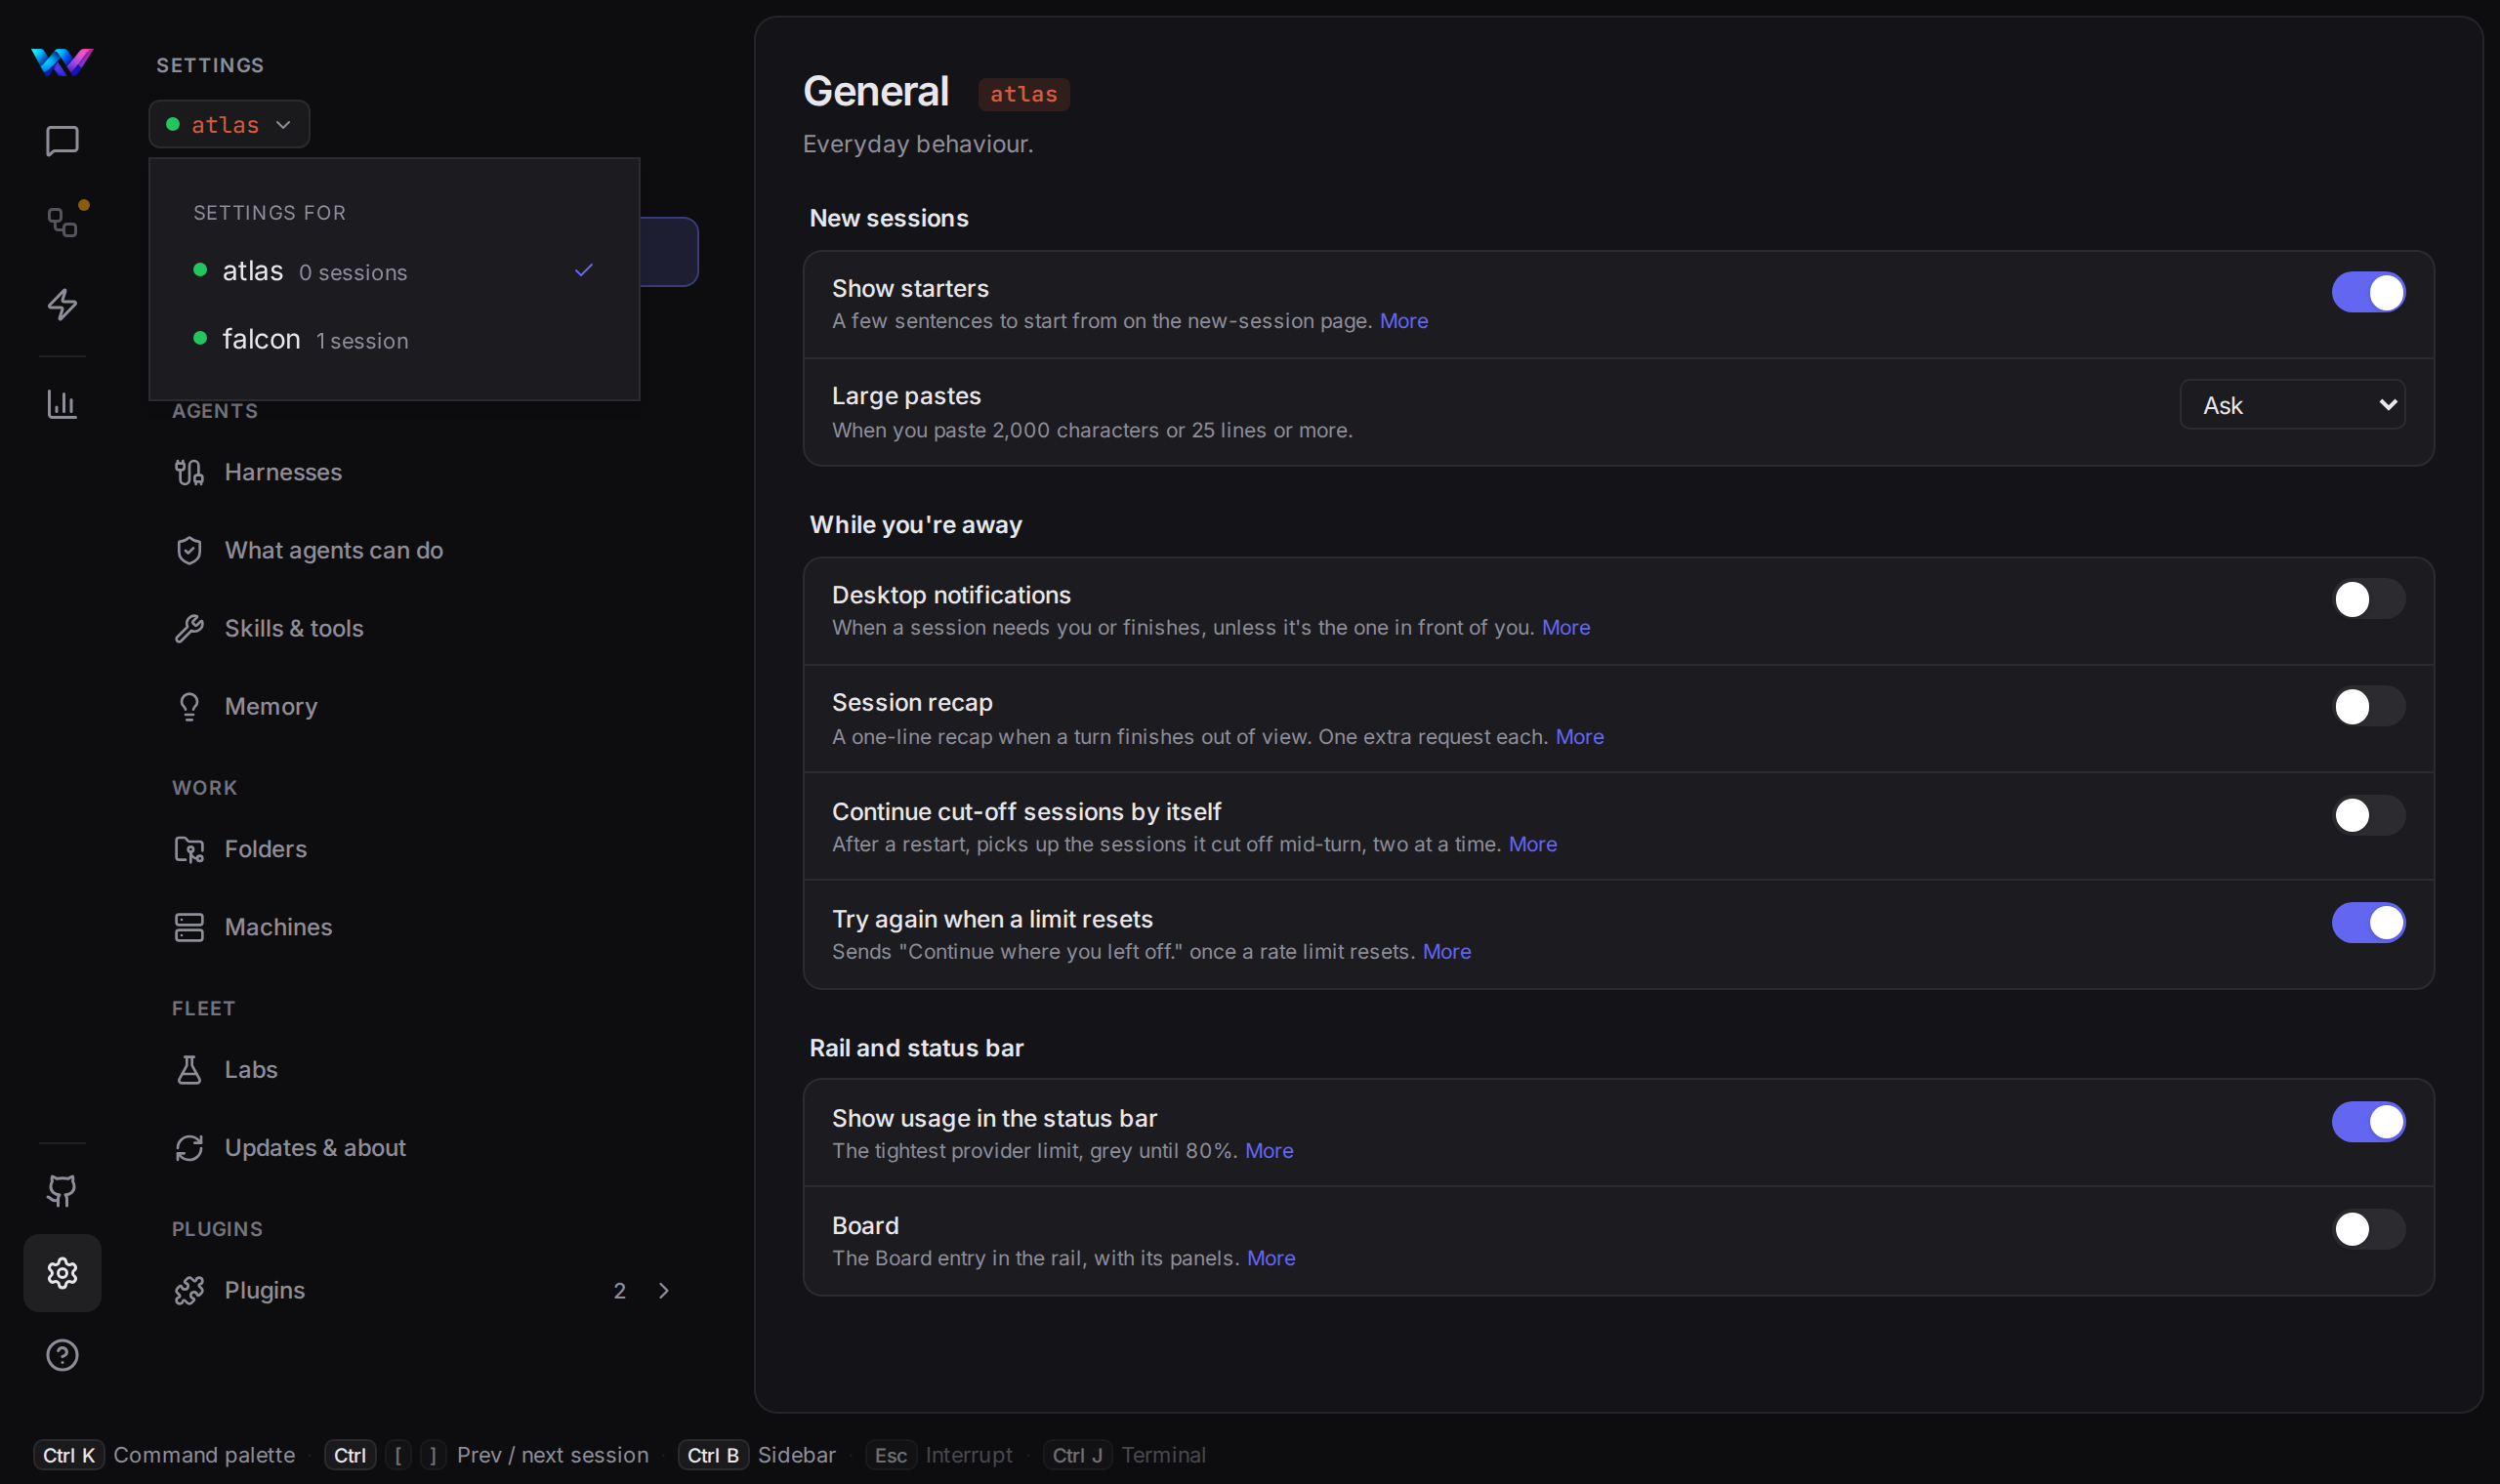 SETTINGS
atlas
SETTINGS FOR
atlas 0 sessions
falcon 1 session
AGENTS
Harnesses
What agents can do
Skills & tools
Memory
WORK
Folders
Machines
FLEET
Labs
Updates & about
PLUGINS
Plugins 2
General atlas
Everyday behaviour.
New sessions
Show starters
A few sentences to start from on the new-session page. More
Large pastes
When you paste 2,000 characters or 25 lines or more.
Ask
While you're away
Desktop notifications
When a session needs you or finishes, unless it's the one in front of you. More
Session recap
A one-line recap when a turn finishes out of view. One extra request each. More
Continue cut-off sessions by itself
After a restart, picks up the sessions it cut off mid-turn, two at a time. More
Try again when a limit resets
Sends "Continue where you left off." once a rate limit resets. More
Rail and status bar
Show usage in the status bar
The tightest provider limit, grey until 80%. More
Board
The Board entry in the rail, with its panels. More
Ctrl K Command palette · Ctrl [ ] Prev / next session · Ctrl B Sidebar · Esc Interrupt · Ctrl J Terminal